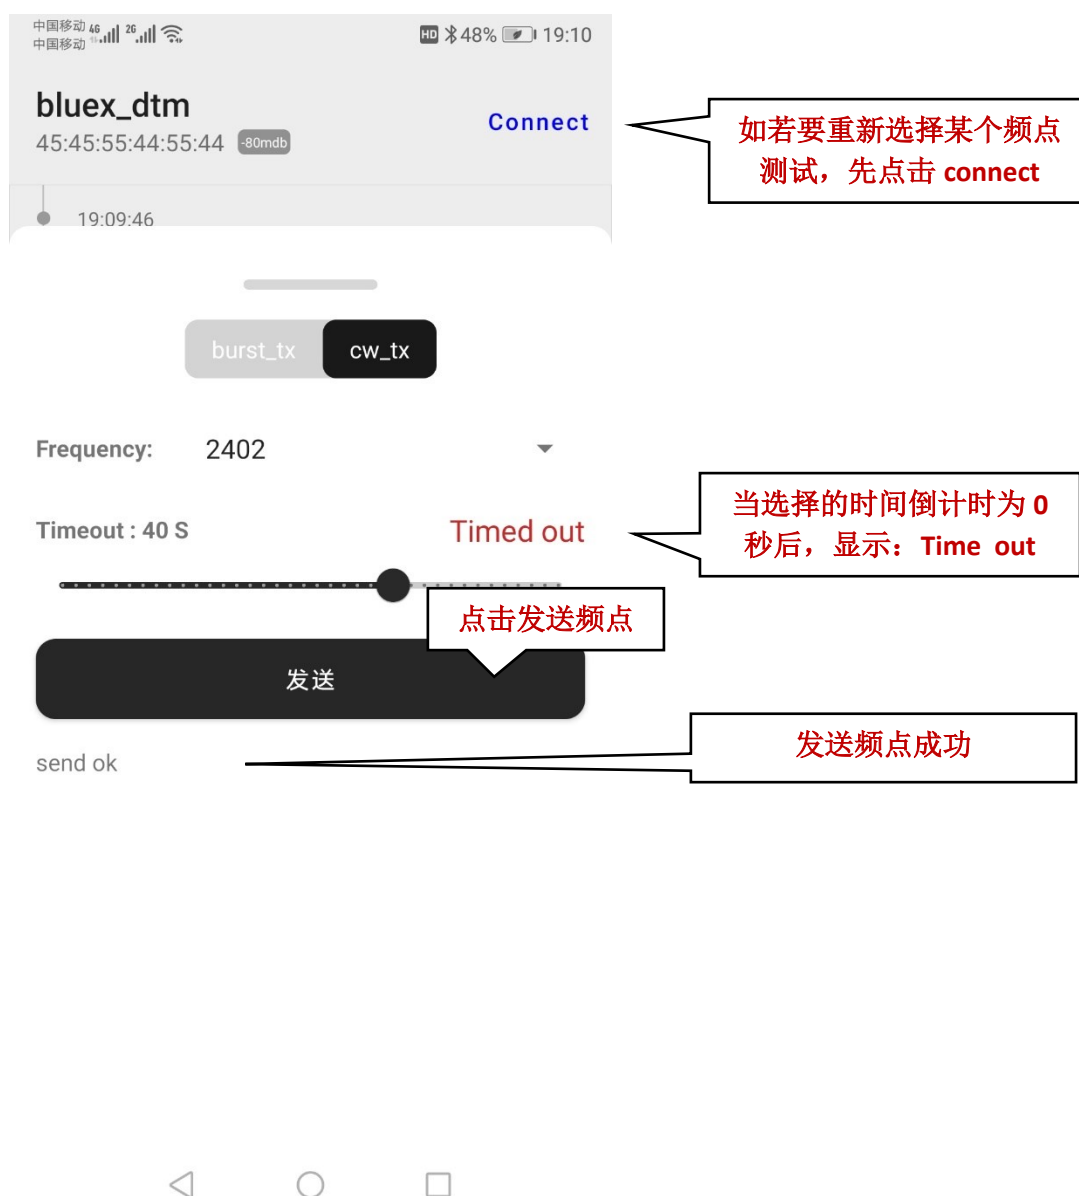 中国移动 4G 2G HD 48% 19:10
中国移动
bluex_dtm
45:45:55:44:55:44 -80mdb
Connect
如若要重新选择某个频点
测试，先点击 connect
19:09:46
burst_tx cw_tx
Frequency: 2402
Timeout : 40 S
Timed out
当选择的时间倒计时为 0
秒后，显示：Time out
点击发送频点
发送
send ok
发送频点成功